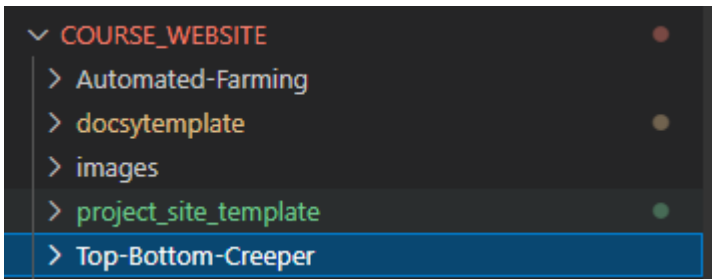 COURSE_WEBSITE
Automated-Farming
docsytemplate
images
project_site_template
Top-Bottom-Creeper